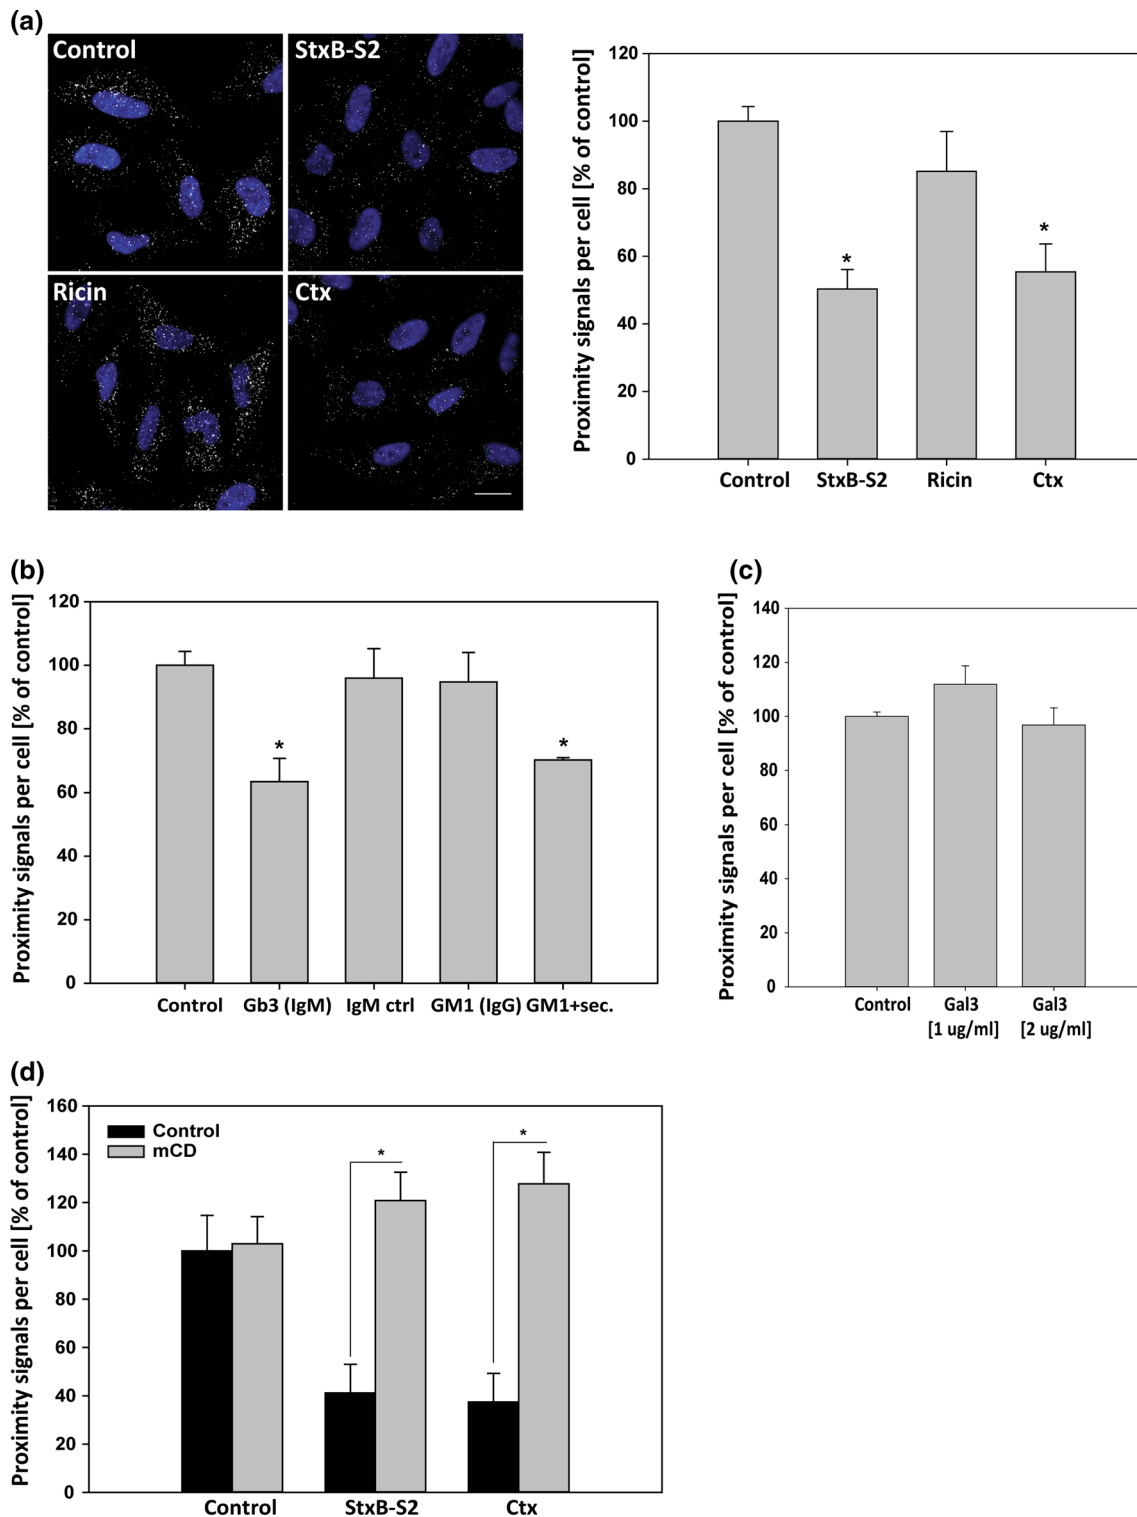 (a)
Control
StxB-S2
Ricin
Ctx
Proximity signals per cell [% of control]
120
100
80
60
40
20
0
*
*
Control StxB-S2 Ricin Ctx
(b)
Proximity signals per cell [% of control]
120
100
80
60
40
20
0
*
*
Control Gb3 (IgM) IgM ctrl GM1 (IgG) GM1+sec.
(c)
Proximity signals per cell [% of control]
140
120
100
80
60
40
20
0
Control Gal3 Gal3
[1 ug/ml] [2 ug/ml]
(d)
Proximity signals per cell [% of control]
160
140
120
100
80
60
40
20
0
Control
mCD
*
*
Control StxB-S2 Ctx